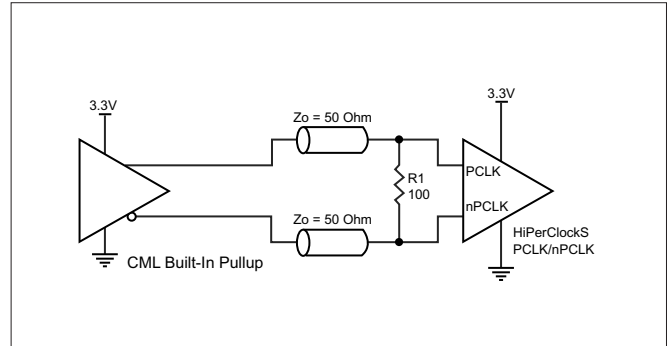 3.3V
3.3V
Zo = 50 Ohm
PCLK
R1
100
nPCLK
Zo = 50 Ohm
HiPerClockS
PCLK/nPCLK
CML Built-In Pullup